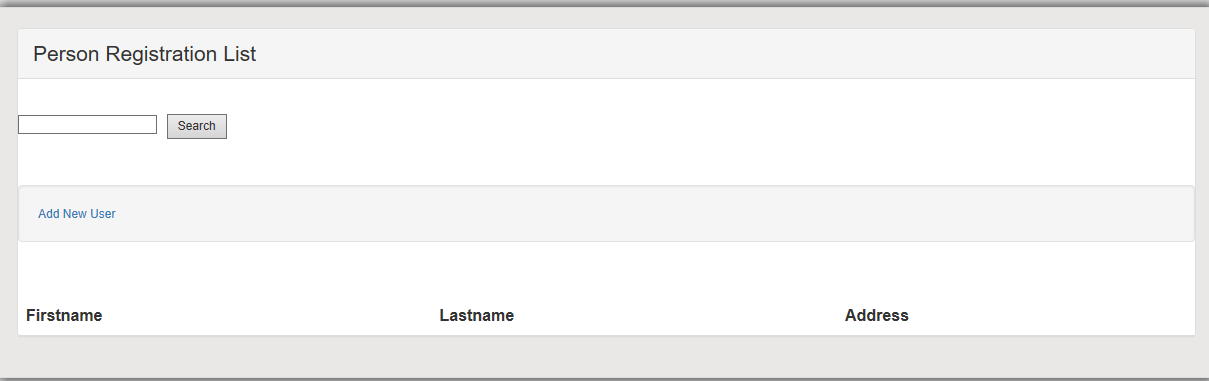 Person Registration List
Search
Add New User
Firstname Lastname Address